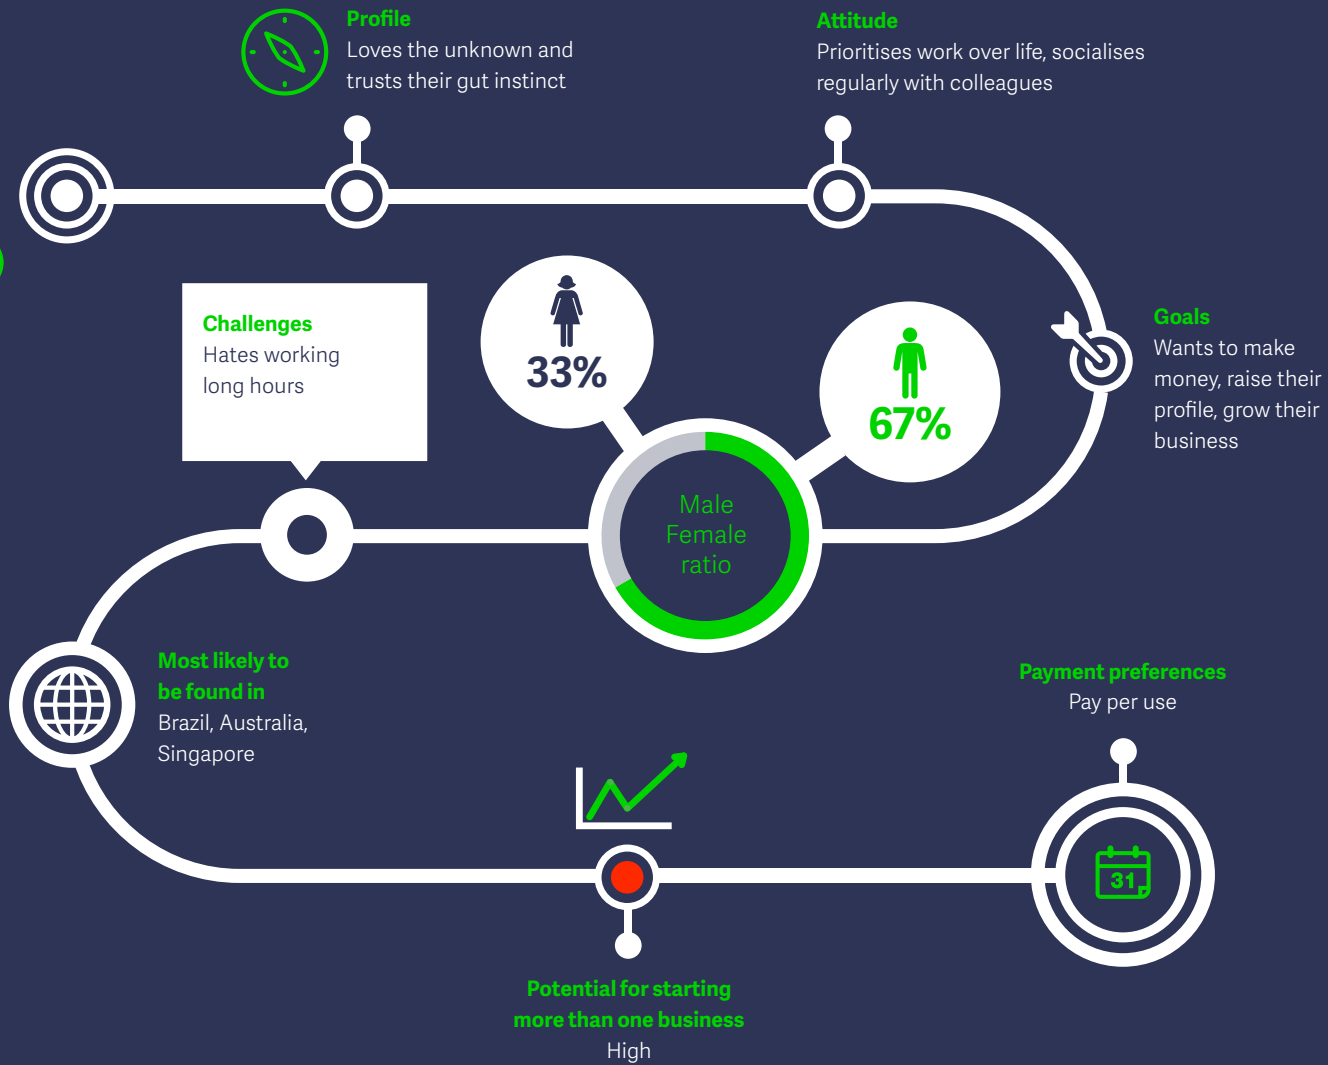 Profile
Loves the unknown and
trusts their gut instinct
Attitude
Prioritises work over life, socialises
regularly with colleagues
Goals
Wants to make
money, raise their
profile, grow their
business
33%
67%
Male
Female
ratio
Challenges
Hates working
long hours
Most likely to
be found in
Brazil, Australia,
Singapore
Potential for starting
more than one business
High
Payment preferences
Pay per use
31